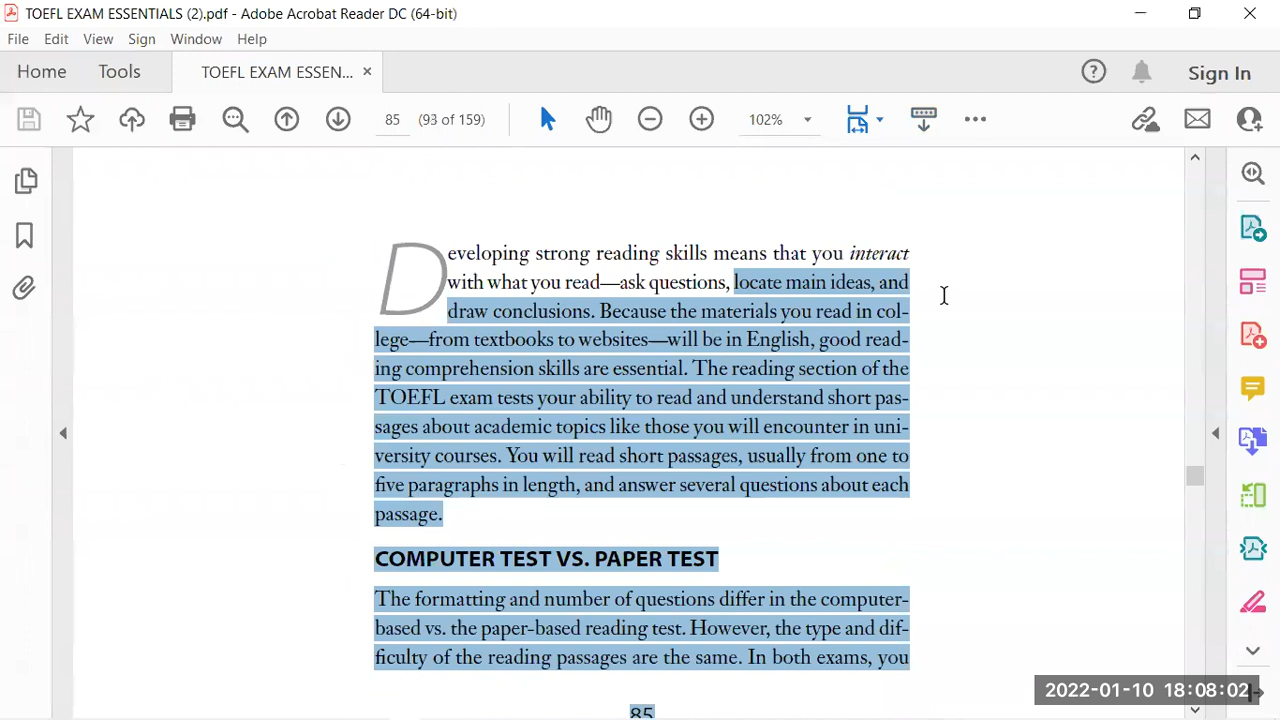 TOEFL EXAM ESSENTIALS (2).pdf - Adobe Acrobat Reader DC (64-bit)
File Edit View Sign Window Help
Home Tools TOEFL EXAM ESSEN... × Sign In
85 (93 of 159) 102%
Developing strong reading skills means that you interact
with what you read—ask questions, locate main ideas, and
draw conclusions. Because the materials you read in col-
lege—from textbooks to websites—will be in English, good read-
ing comprehension skills are essential. The reading section of the
TOEFL exam tests your ability to read and understand short pas-
sages about academic topics like those you will encounter in uni-
versity courses. You will read short passages, usually from one to
five paragraphs in length, and answer several questions about each
passage.
COMPUTER TEST VS. PAPER TEST
The formatting and number of questions differ in the computer-
based vs. the paper-based reading test. However, the type and dif-
ficulty of the reading passages are the same. In both exams, you
85
2022-01-10 18:08:02